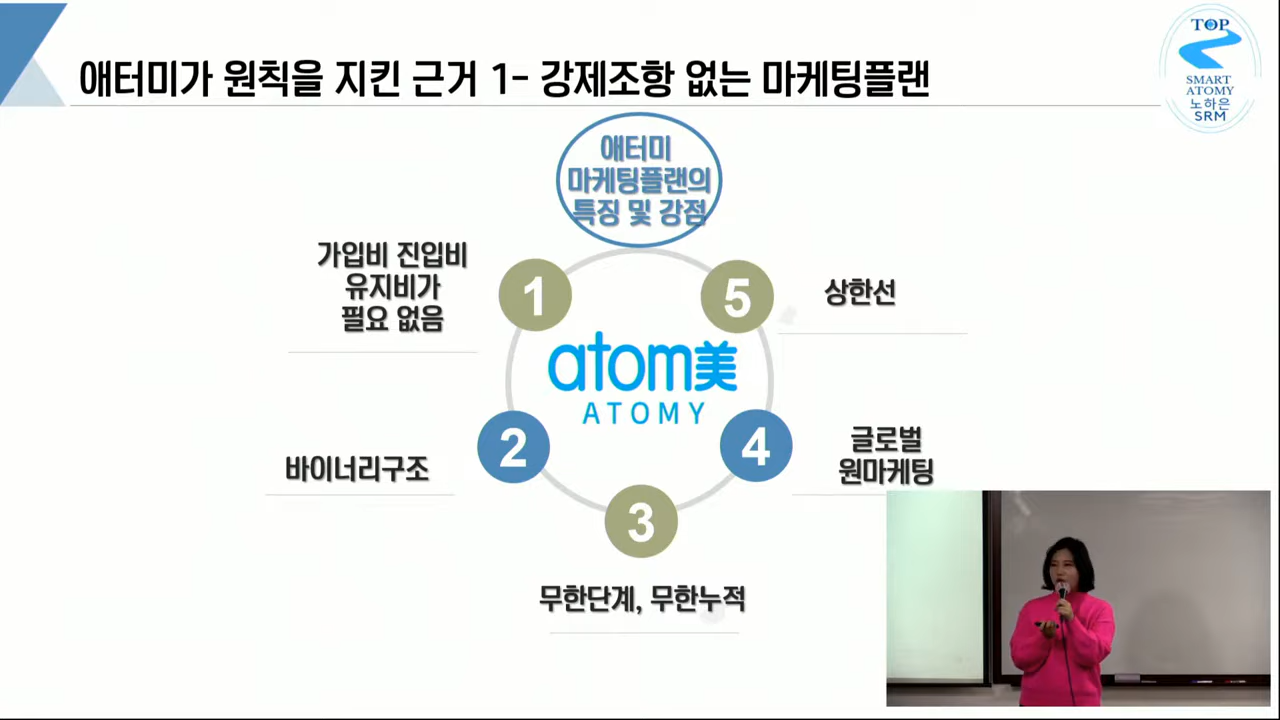 애터미가 원칙을 지킨 근거 1- 강제조항 없는 마케팅플랜
TOP
SMART
ATOMY
노하은
SRM
애터미
마케팅플랜의
특징 및 강점
가입비 진입비
유지비가
필요 없음
1
5
상한선
atom美
ATOMY
바이너리구조
2
4
글로벌
원마케팅
3
무한단계, 무한누적